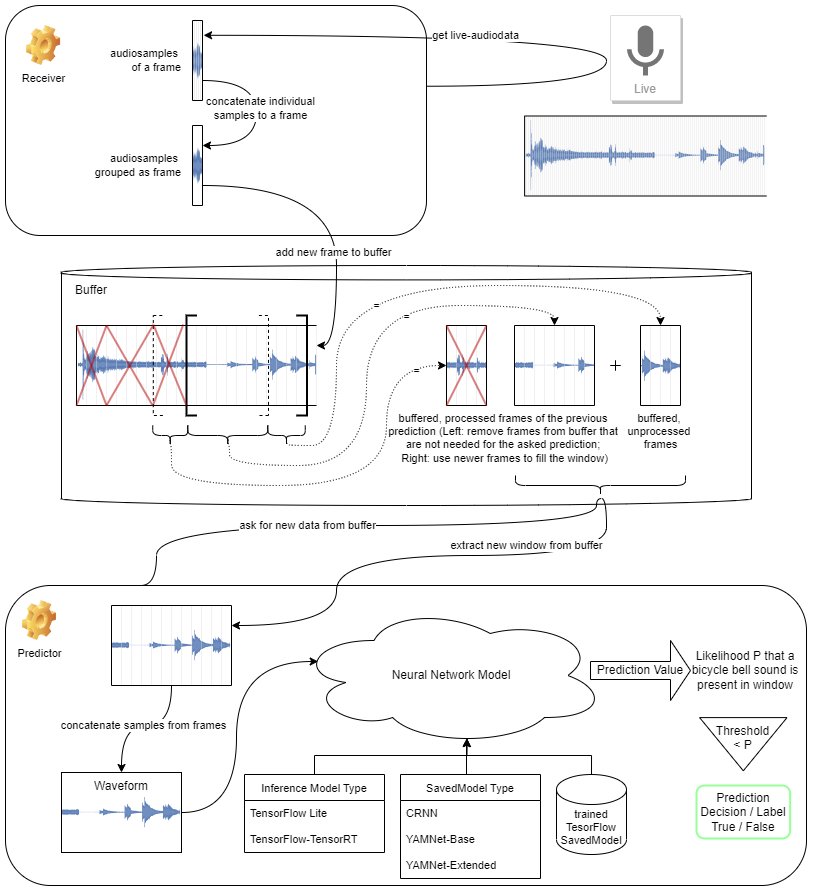 Receiver
audiosamples
of a frame
get live-audiodata
Live
concatenate individual
samples to a frame
audiosamples
grouped as frame
add new frame to buffer
Buffer
=
=
=
+
buffered, processed frames of the previous
prediction (Left: remove frames from buffer that
are not needed for the asked prediction;
Right: use newer frames to fill the window)
buffered,
unprocessed
frames
ask for new data from buffer
extract new window from buffer
Predictor
concatenate samples from frames
Waveform
Neural Network Model
Prediction Value
Likelihood P that a
bicycle bell sound is
present in window
Threshold
< P
Prediction
Decision / Label
True / False
Inference Model Type
TensorFlow Lite
TensorFlow-TensorRT
SavedModel Type
CRNN
YAMNet-Base
YAMNet-Extended
trained
TesorFlow
SavedModel